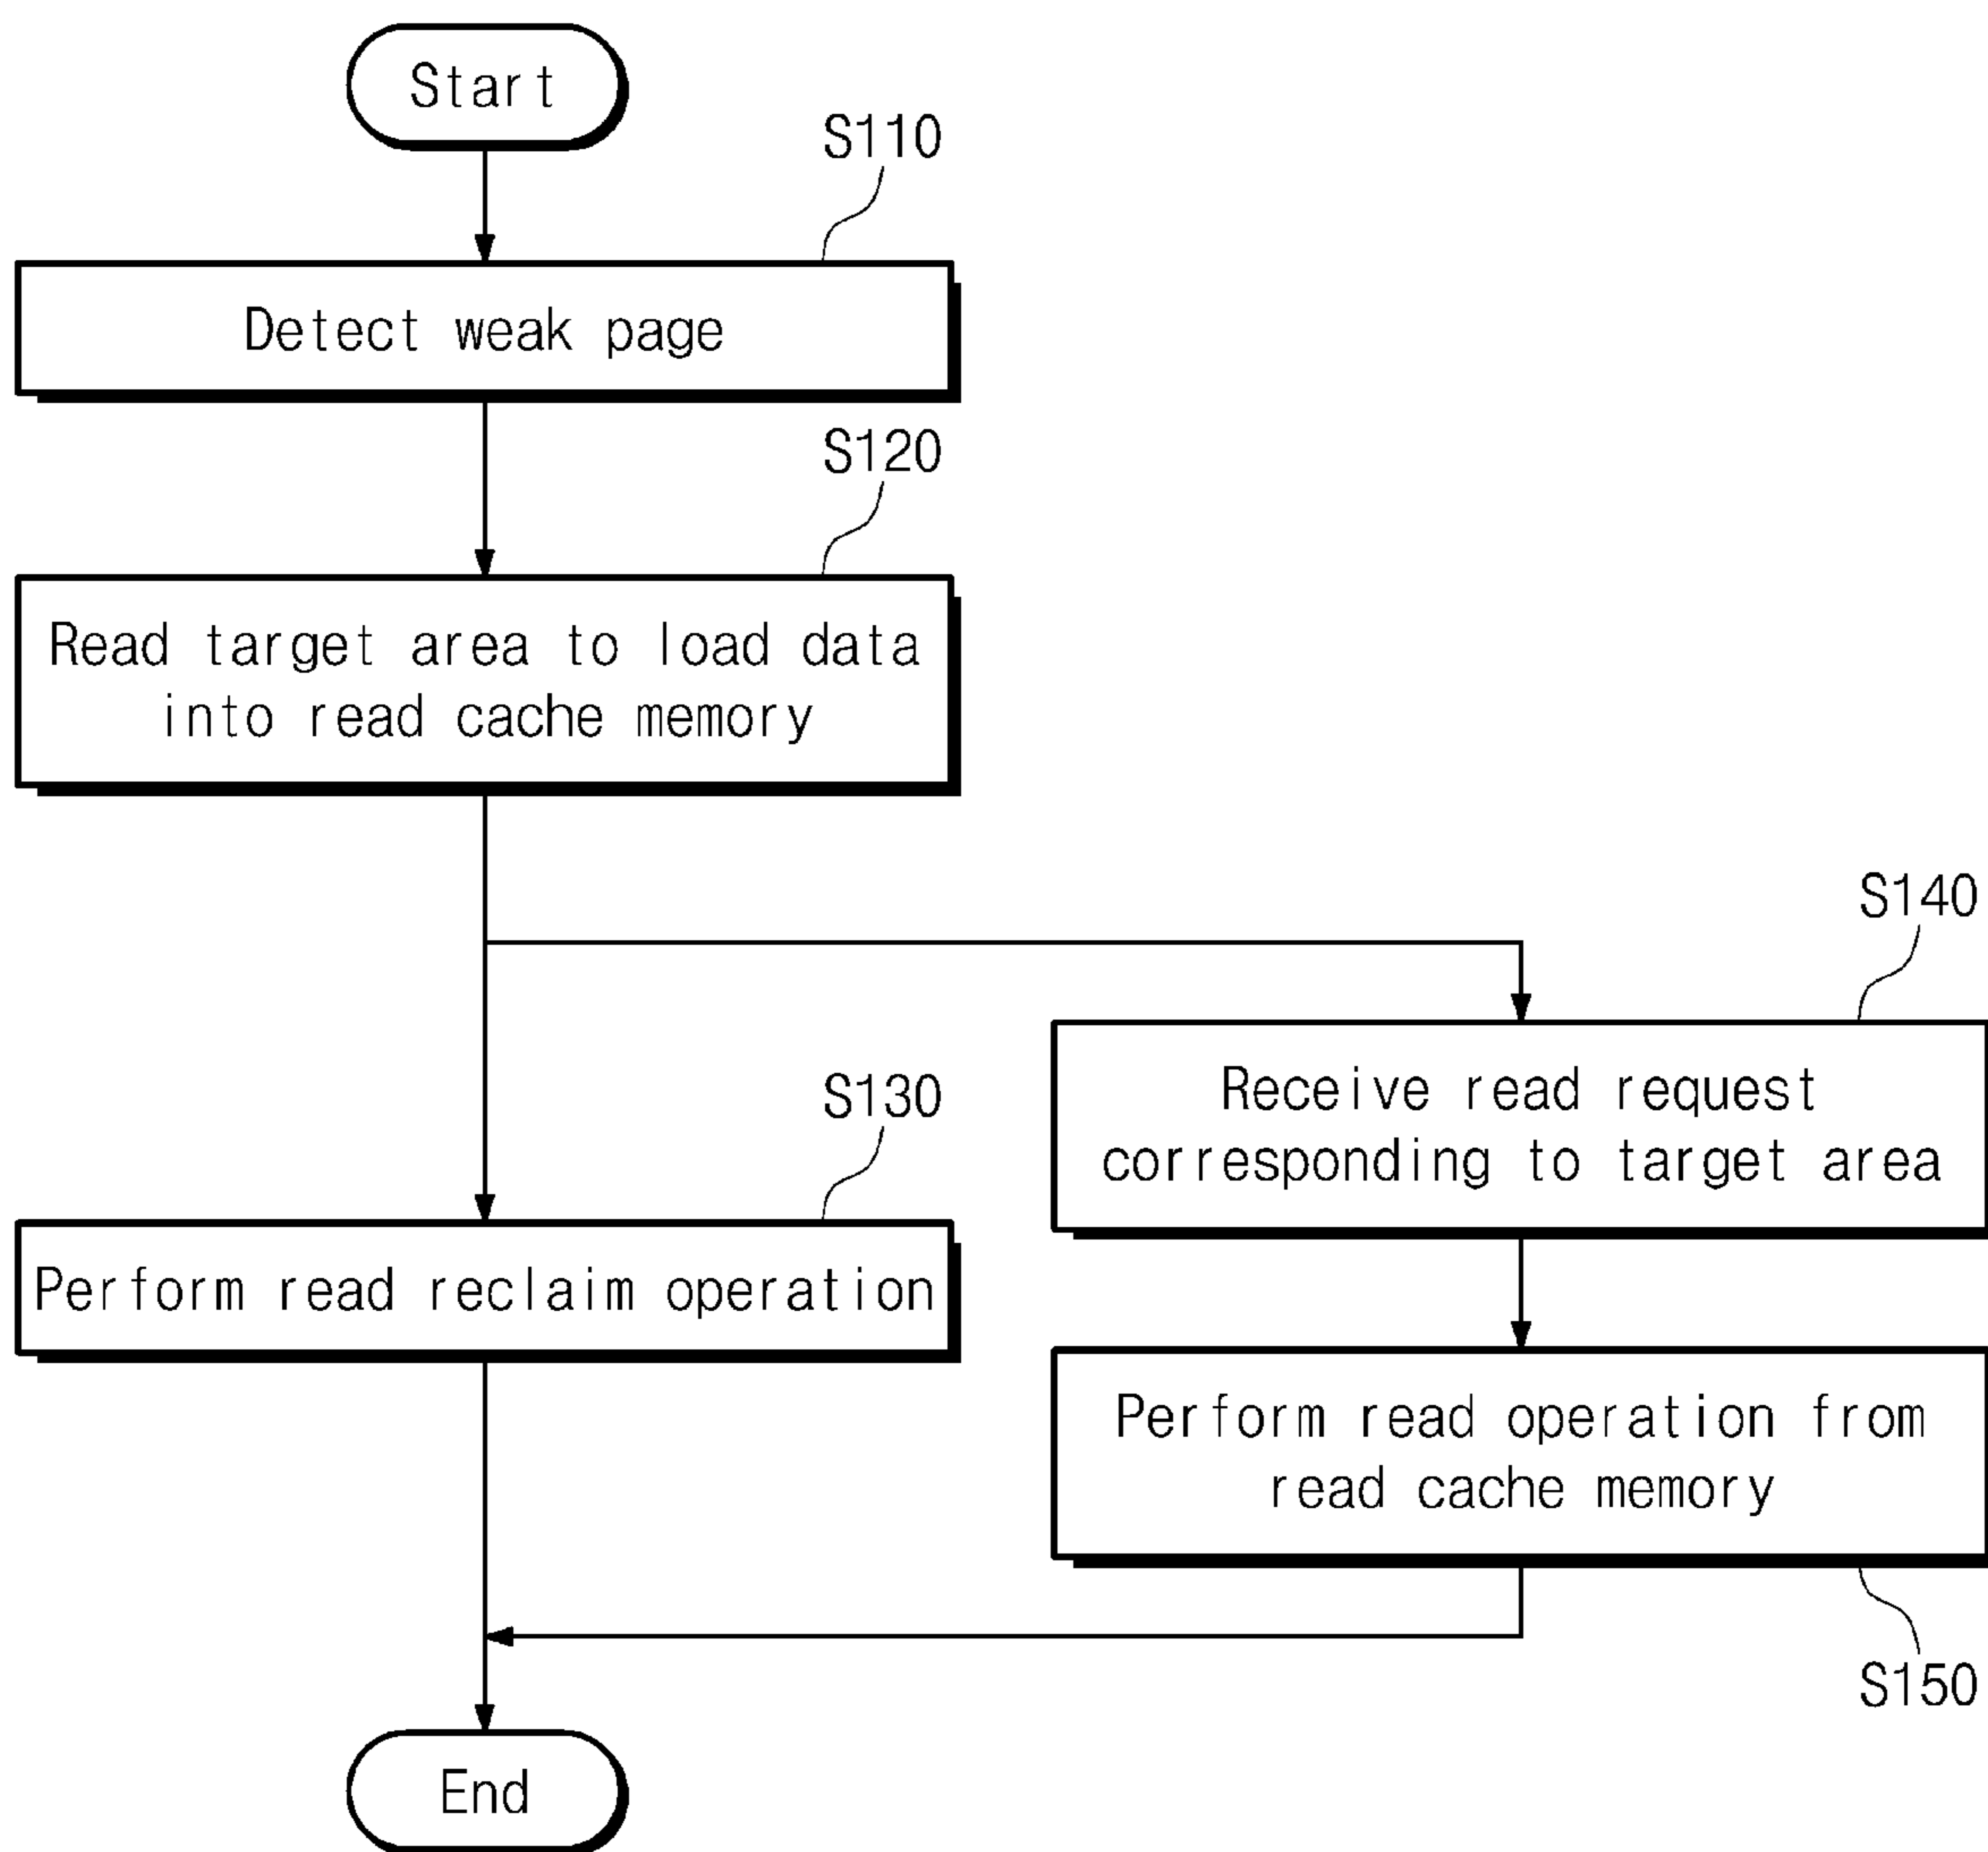 Start
S110
Detect weak page
S120
Read target area to load data
into read cache memory
S140
Receive read request
corresponding to target area
S130
Perform read reclaim operation
Perform read operation from
read cache memory
S150
End